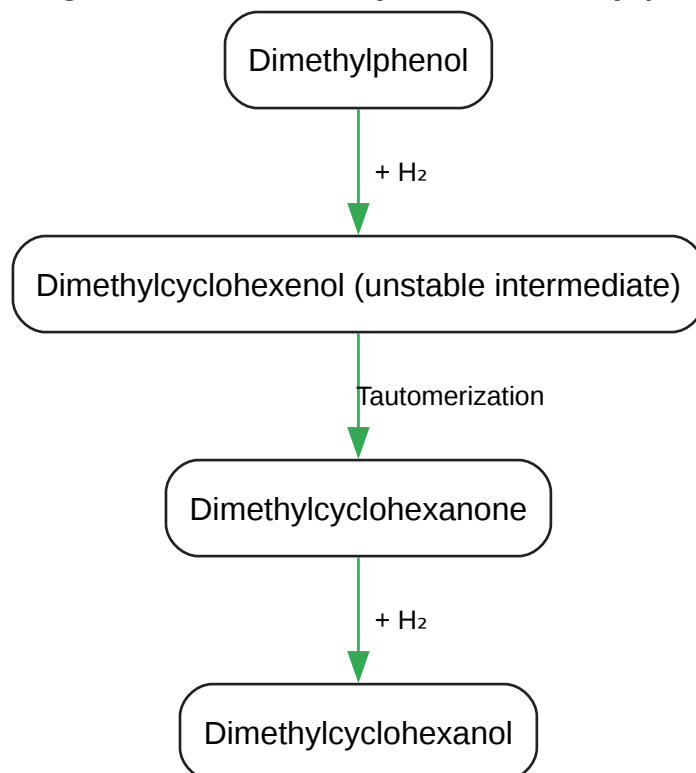 Dimethylphenol
+ H₂
Dimethylcyclohexenol (unstable intermediate)
Tautomerization
Dimethylcyclohexanone
+ H₂
Dimethylcyclohexanol